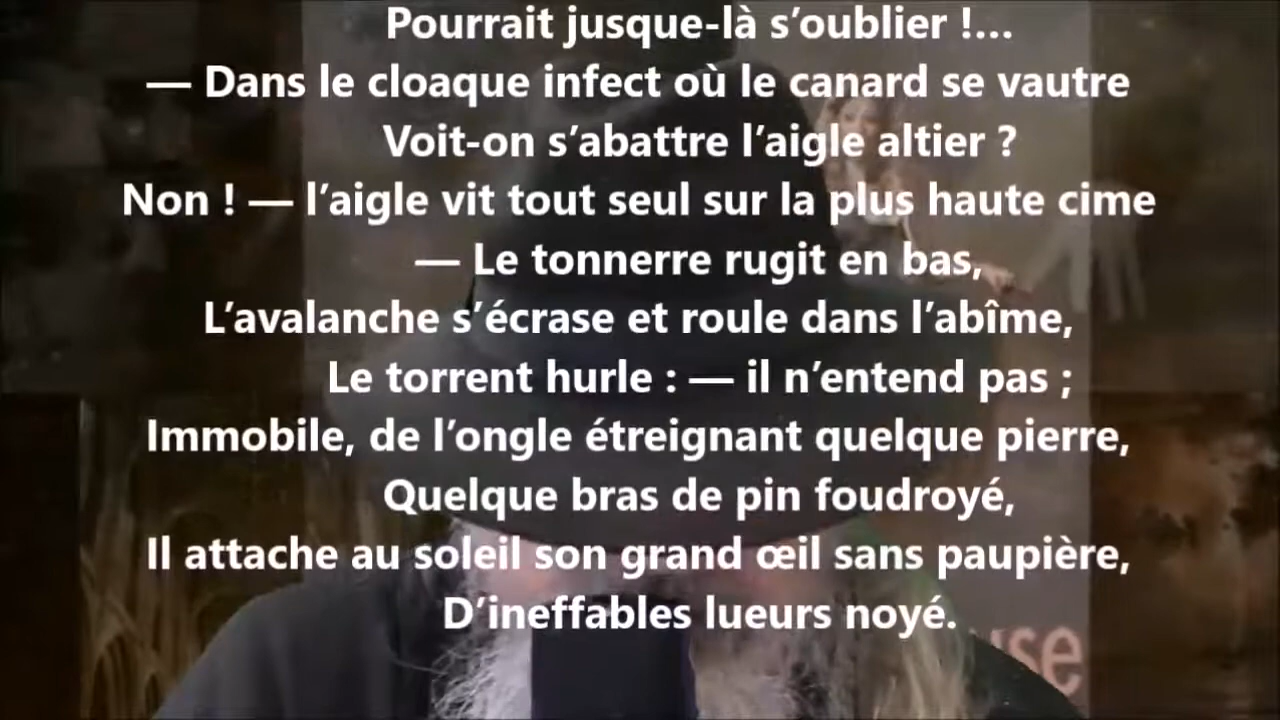 Pourrait jusque-là s’oublier !…
— Dans le cloaque infect où le canard se vautre
Voit-on s’abattre l’aigle altier ?
Non ! — l’aigle vit tout seul sur la plus haute cime
— Le tonnerre rugit en bas,
L’avalanche s’écrase et roule dans l’abîme,
Le torrent hurle : — il n’entend pas ;
Immobile, de l’ongle étreignant quelque pierre,
Quelque bras de pin foudroyé,
Il attache au soleil son grand œil sans paupière,
D’ineffables lueurs noyé.
use